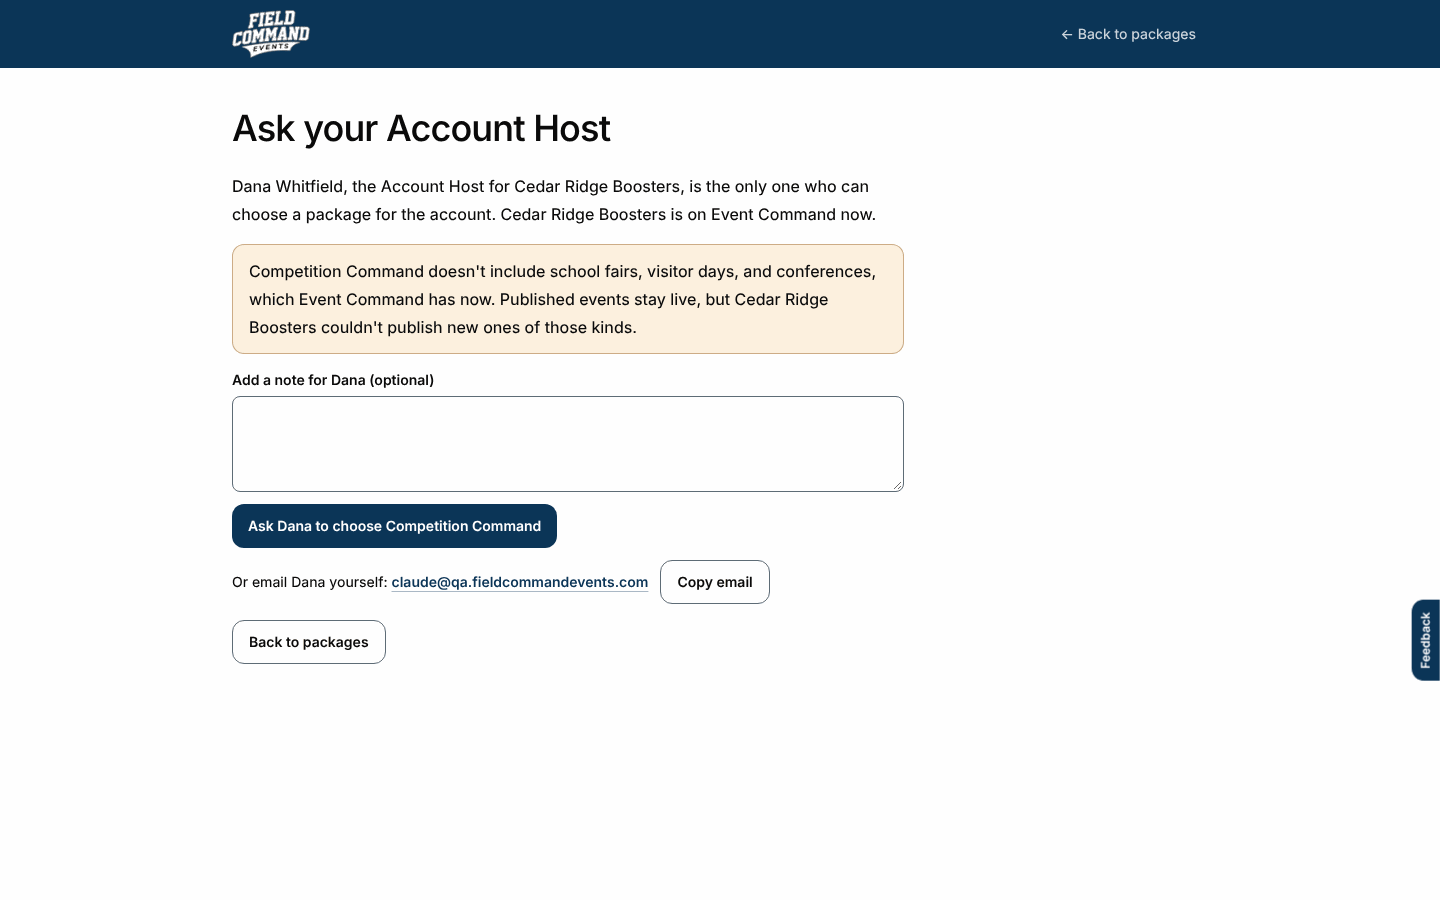 FIELD
COMMAND
EVENTS
← Back to packages
Ask your Account Host
Dana Whitfield, the Account Host for Cedar Ridge Boosters, is the only one who can
choose a package for the account. Cedar Ridge Boosters is on Event Command now.
Competition Command doesn't include school fairs, visitor days, and conferences,
which Event Command has now. Published events stay live, but Cedar Ridge
Boosters couldn't publish new ones of those kinds.
Add a note for Dana (optional)
Ask Dana to choose Competition Command
Or email Dana yourself: claude@qa.fieldcommandevents.com Copy email
Back to packages
Feedback